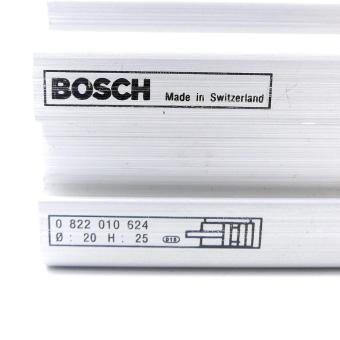 BOSCH Made in Switzerland
0 822 010 624
Ø : 20 H : 25